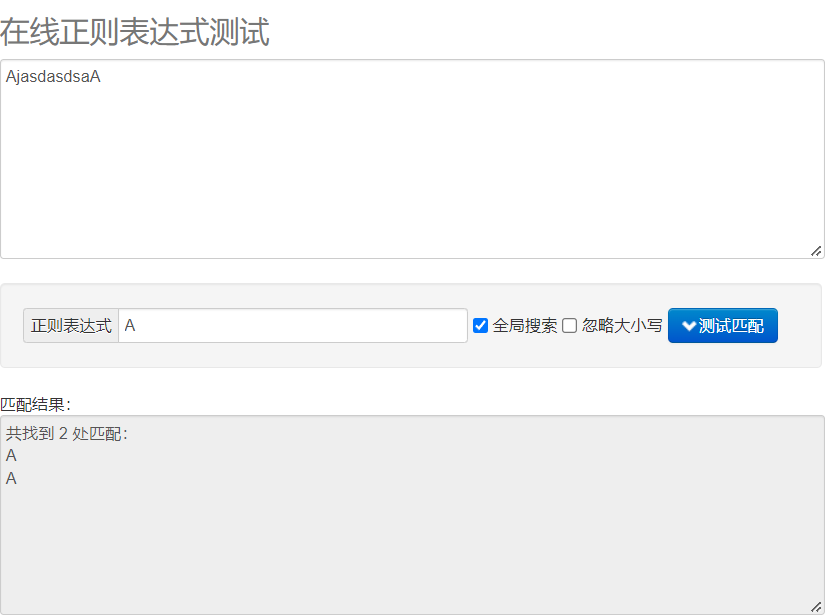 在线正则表达式测试
AjasdasdsaA
正则表达式 A 全局搜索 忽略大小写 测试匹配
匹配结果：
共找到 2 处匹配：
A
A